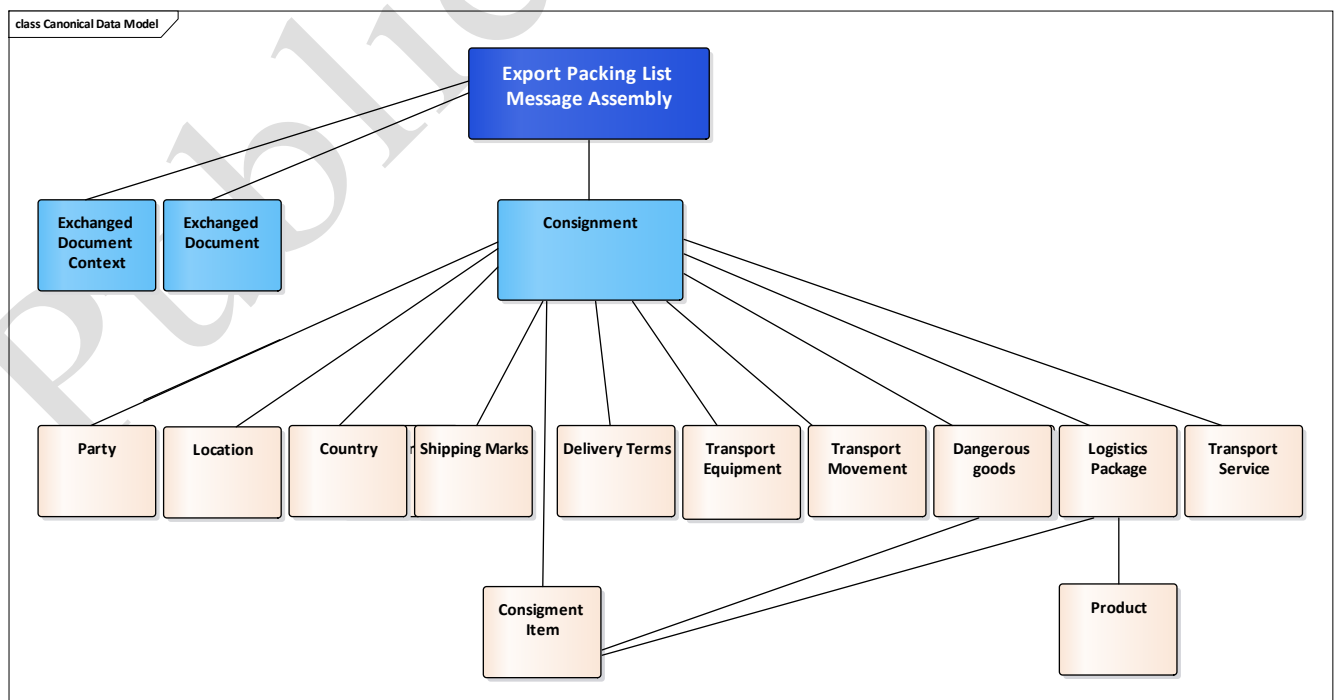 class Canonical Data Model
Export Packing List
Message Assembly
Exchanged
Document
Context
Exchanged
Document
Consignment
Party
Location
Country
Shipping Marks
Delivery Terms
Transport
Equipment
Transport
Movement
Dangerous
goods
Logistics
Package
Transport
Service
Consigment
Item
Product
Public